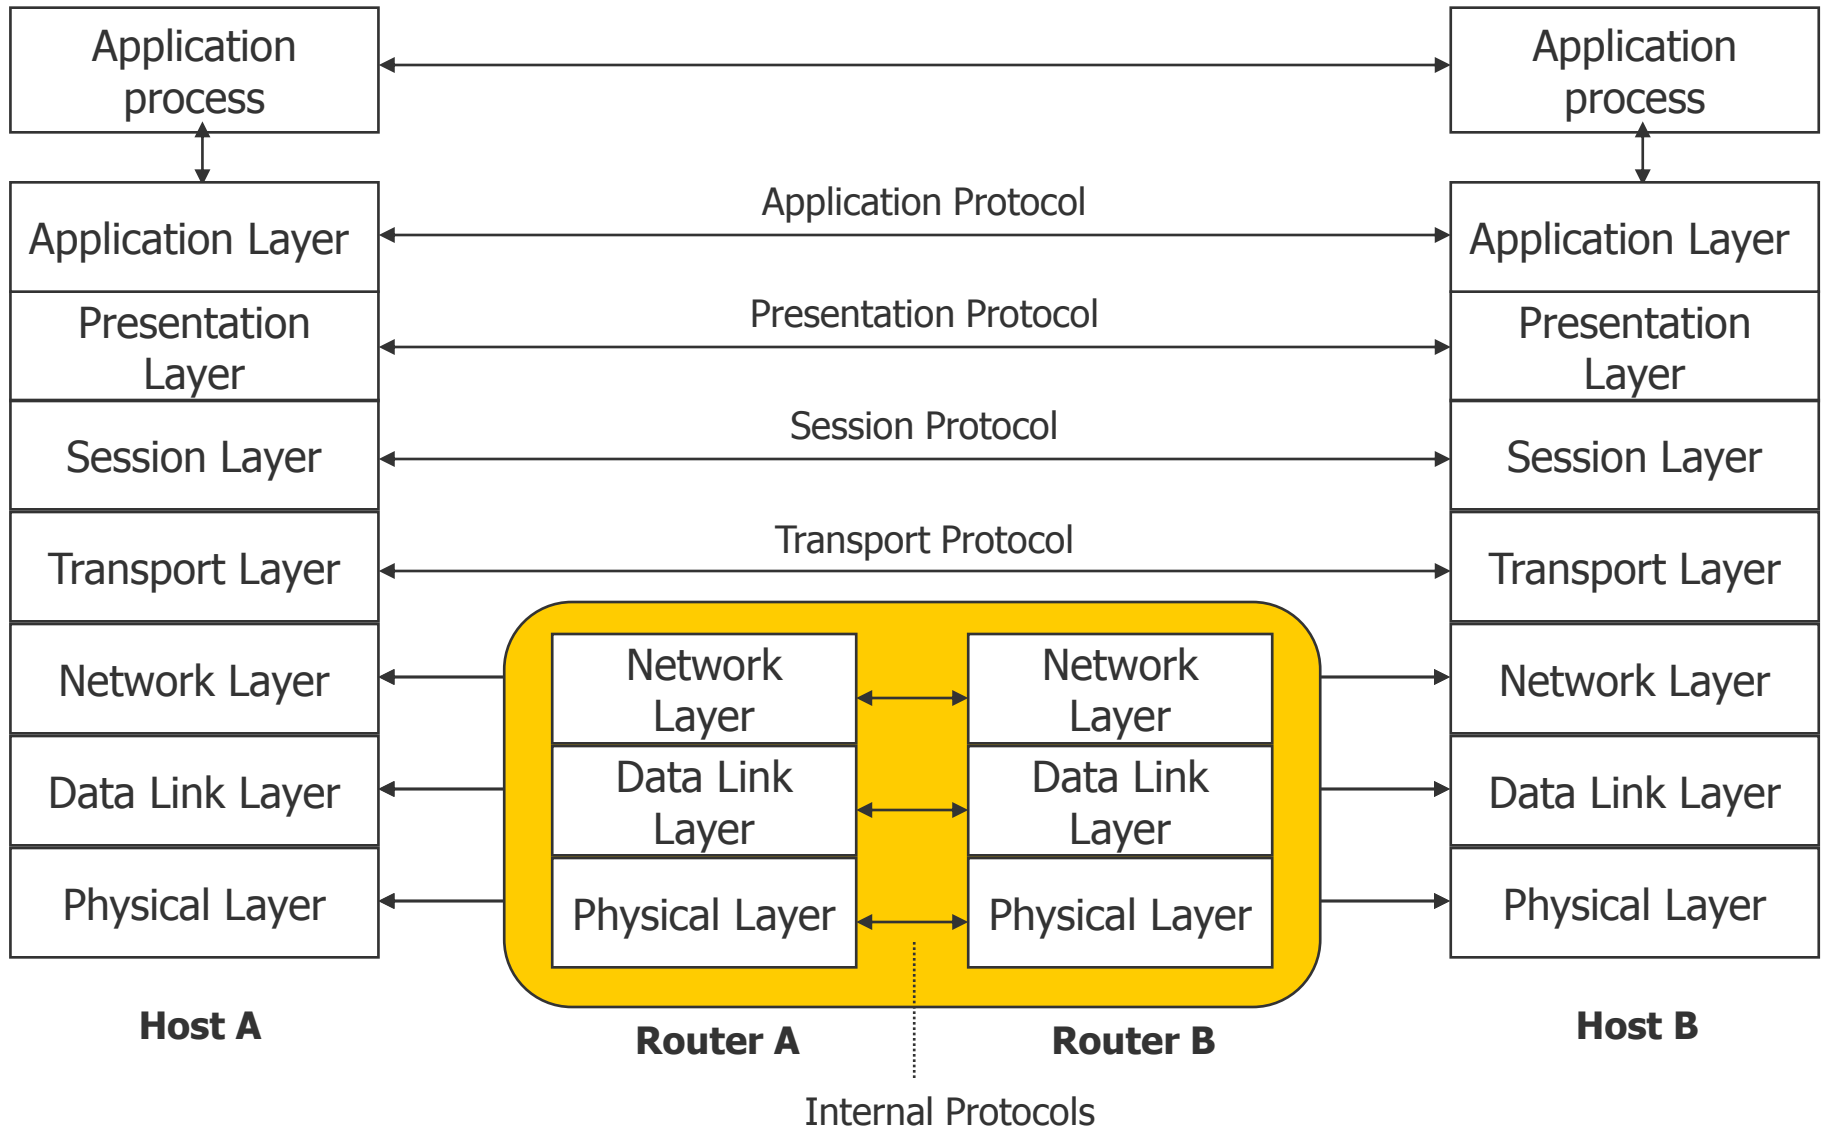 Application
process
Application
process
Application Protocol
Application Layer
Application Layer
Presentation Protocol
Presentation
Layer
Presentation
Layer
Session Protocol
Session Layer
Session Layer
Transport Protocol
Transport Layer
Transport Layer
Network Layer
Network
Layer
Network
Layer
Network Layer
Data Link Layer
Data Link
Layer
Data Link
Layer
Data Link Layer
Physical Layer
Physical Layer
Physical Layer
Physical Layer
Host A
Router A
Router B
Host B
Internal Protocols